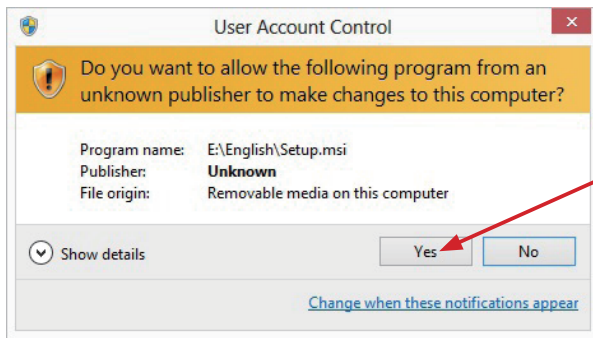 User Account Control
Do you want to allow the following program from an
unknown publisher to make changes to this computer?
Program name: E:\English\Setup.msi
Publisher: Unknown
File origin: Removable media on this computer
Show details
Yes
No
Change when these notifications appear